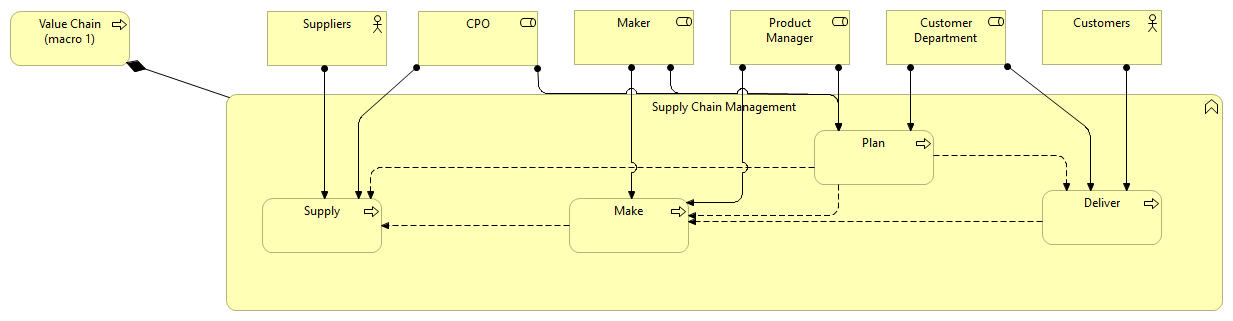 Value Chain
(macro 1)
Suppliers
CPO
Maker
Product
Manager
Customer
Department
Customers
Supply Chain Management
Plan
Supply
Make
Deliver